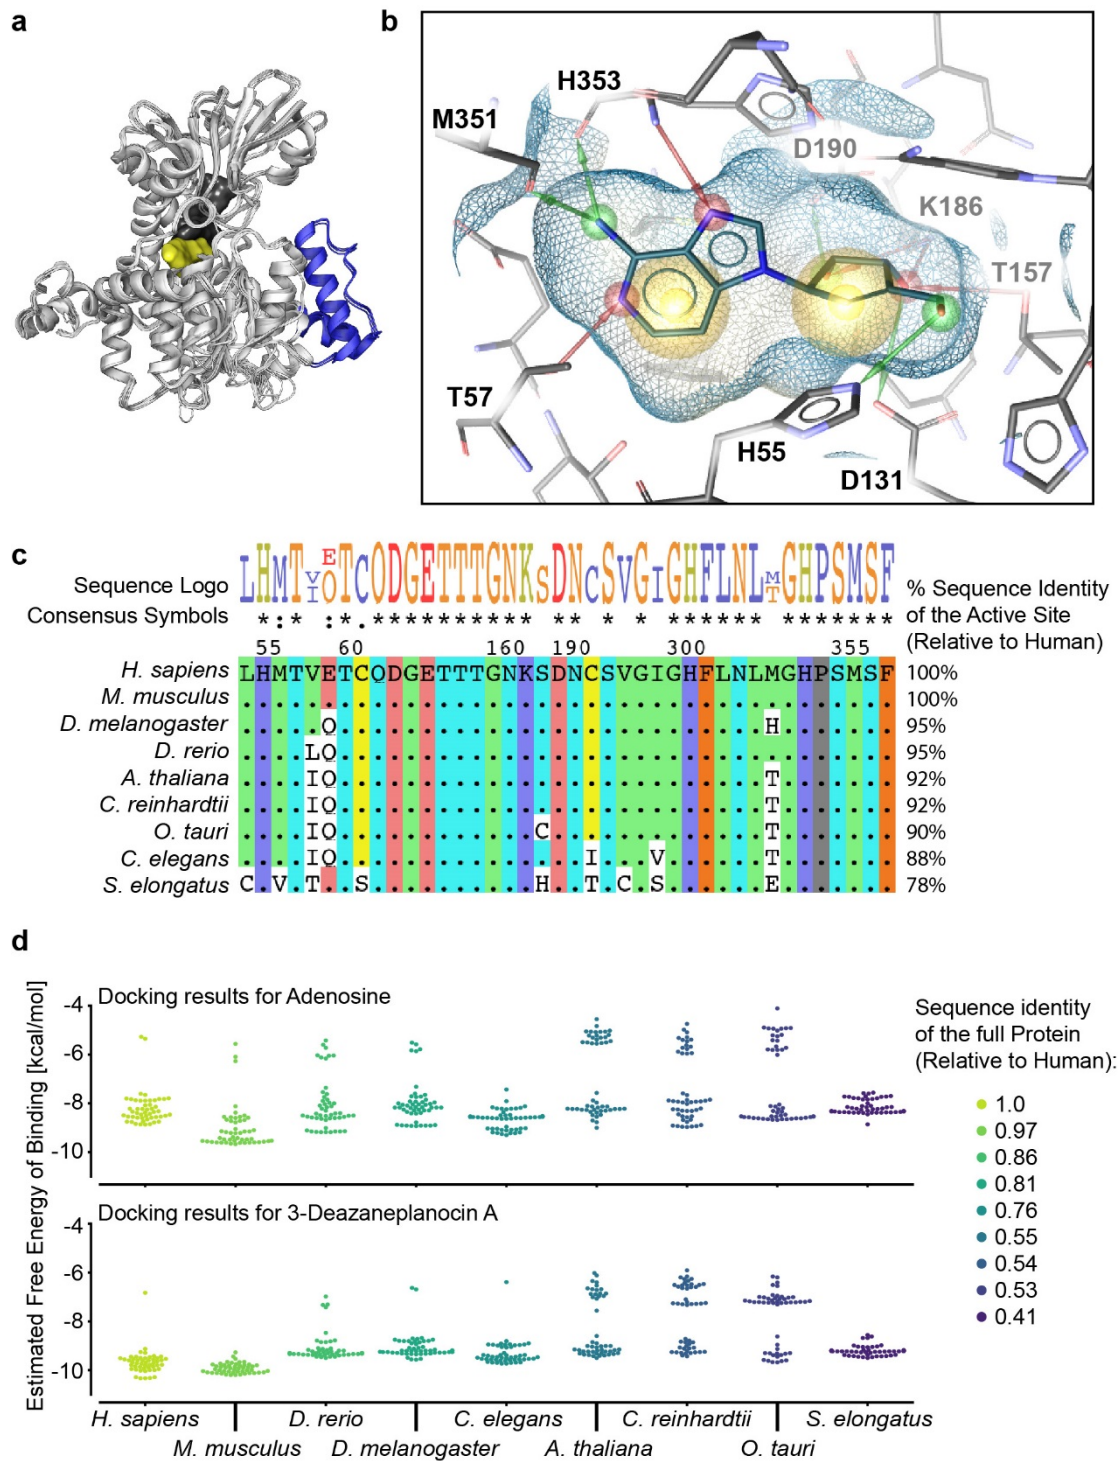 a
b
H353
M351
D190
K186
T157
T57
H55
D131
c
Sequence Logo
LHMTVIEQTCQDGETTTGNKSDNCSVGIGHFLNLMTGHPSMSF
Consensus Symbols
*:* :*.****************** ** * ******* *******
% Sequence Identity
of the Active Site
(Relative to Human)
55 60 160 190 300 355
H. sapiens LHMTVETCQDGETTTGNKSDNCSVGIGHFLNLMGHPSMSF 100%
M. musculus ........................................ 100%
D. melanogaster .....Q...........................H....... 95%
D. rerio ....LQ.................................. 95%
A. thaliana ....IQ...........................T....... 92%
C. reinhardtii ....IQ...........................T....... 92%
O. tauri ....IQ............C..............T....... 90%
C. elegans ....IQ...............I...V.......T....... 88%
S. elongatus C.V.T..S..........H..T.C.S.......E....... 78%
d
Docking results for Adenosine
Estimated Free Energy of Binding [kcal/mol]
-4
-6
-8
-10
Docking results for 3-Deazaneplanocin A
-4
-6
-8
-10
H. sapiens
M. musculus
D. rerio
D. melanogaster
C. elegans
A. thaliana
C. reinhardtii
O. tauri
S. elongatus
Sequence identity
of the full Protein
(Relative to Human):
1.0
0.97
0.86
0.81
0.76
0.55
0.54
0.53
0.41